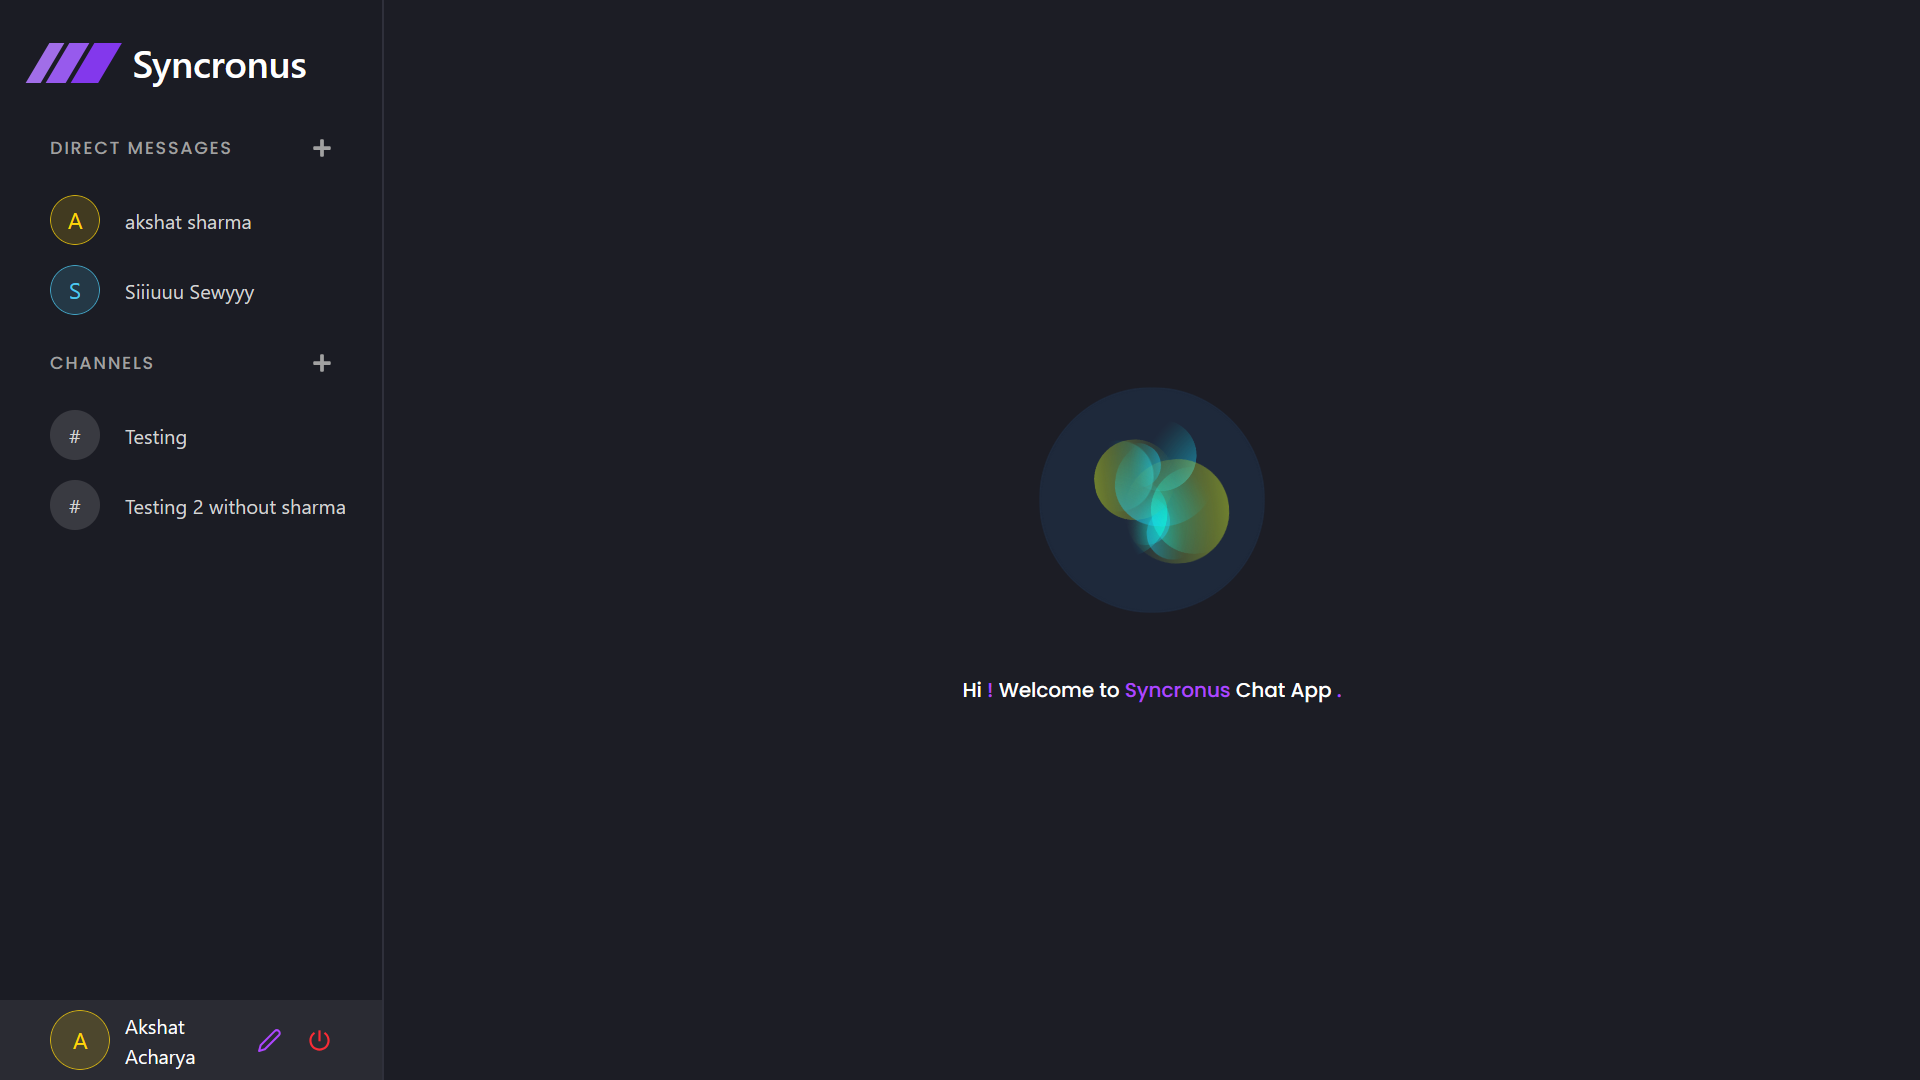 Syncronus
DIRECT MESSAGES
A
akshat sharma
S
Siiiuuu Sewyyy
CHANNELS
#
Testing
#
Testing 2 without sharma
A
Akshat
Acharya
Hi ! Welcome to Syncronus Chat App .